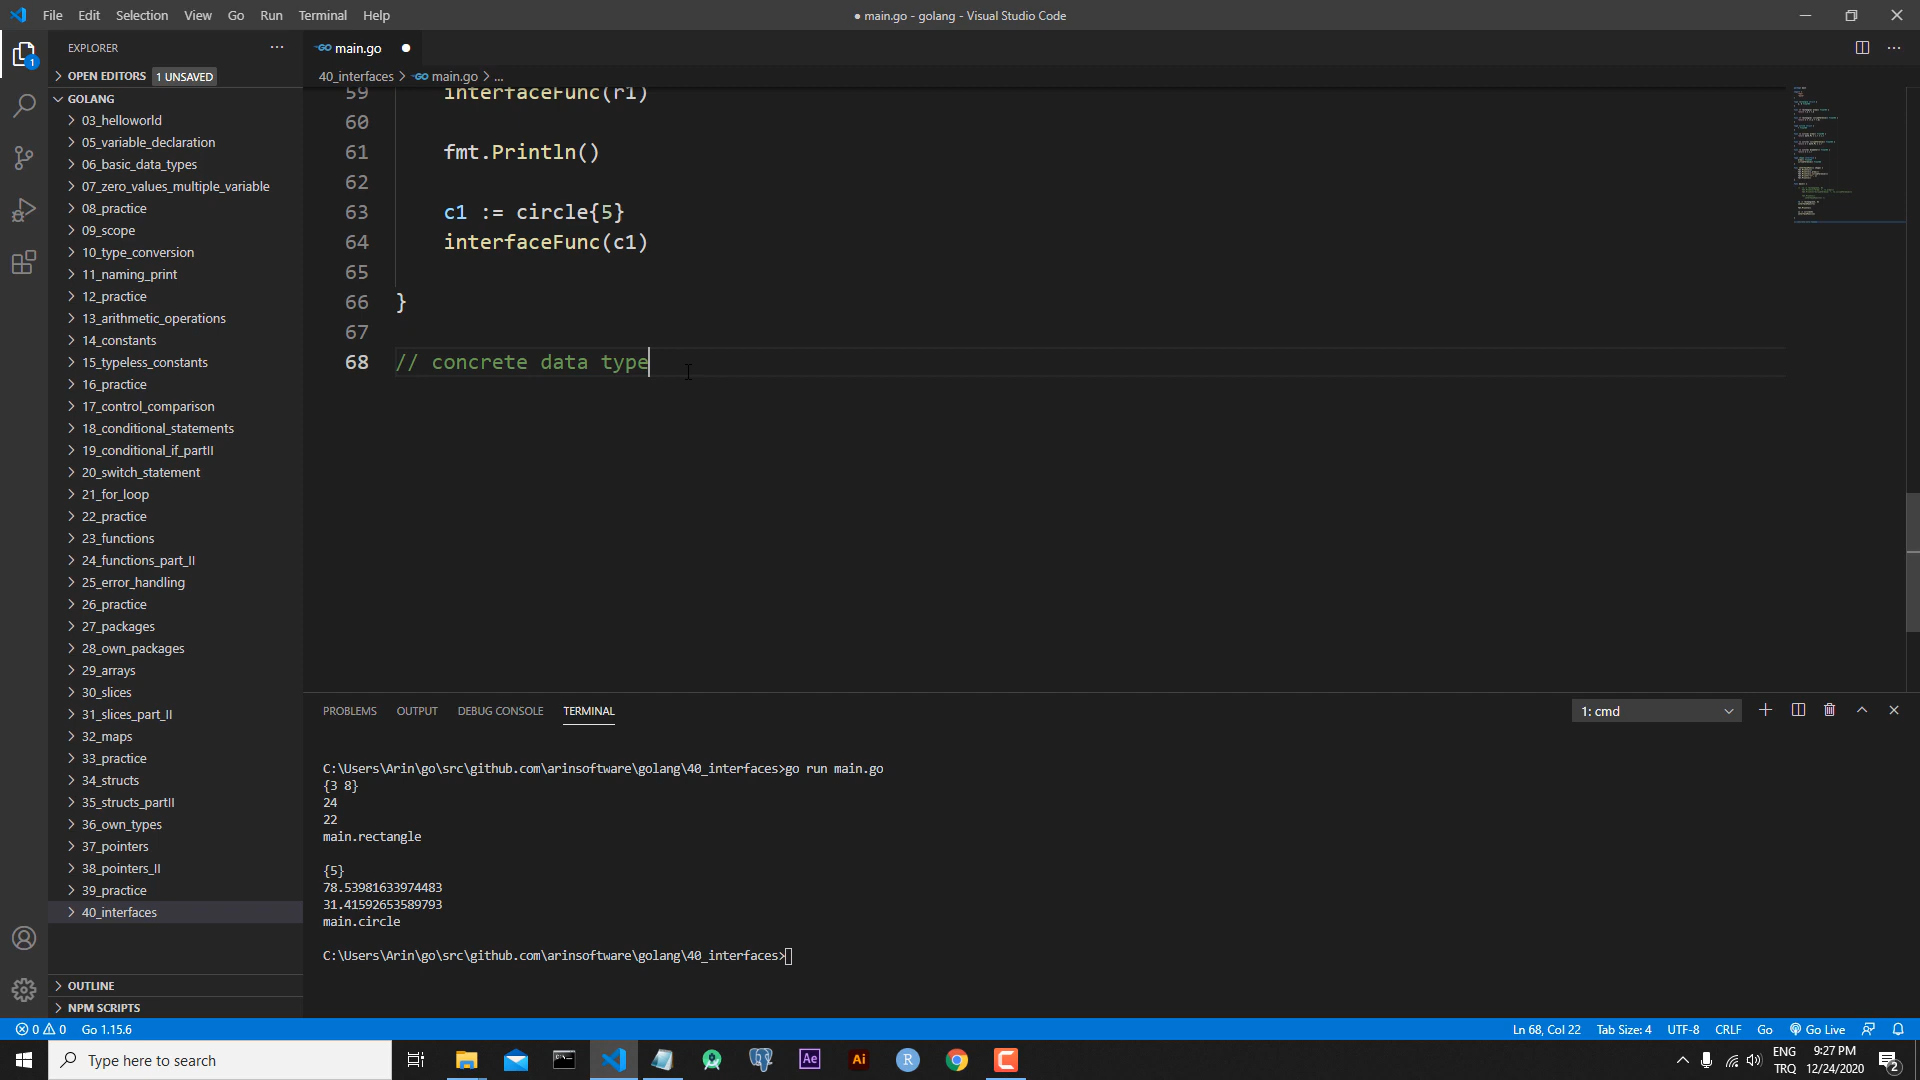 File Edit Selection View Go Run Terminal Help
● main.go - golang - Visual Studio Code
EXPLORER
1
OPEN EDITORS 1 UNSAVED
GOLANG
03_helloworld
05_variable_declaration
06_basic_data_types
07_zero_values_multiple_variable
08_practice
09_scope
10_type_conversion
11_naming_print
12_practice
13_arithmetic_operations
14_constants
15_typeless_constants
16_practice
17_control_comparison
18_conditional_statements
19_conditional_if_partII
20_switch_statement
21_for_loop
22_practice
23_functions
24_functions_part_II
25_error_handling
26_practice
27_packages
28_own_packages
29_arrays
30_slices
31_slices_part_II
32_maps
33_practice
34_structs
35_structs_partII
36_own_types
37_pointers
38_pointers_II
39_practice
40_interfaces
OUTLINE
NPM SCRIPTS
GO main.go ●
40_interfaces > GO main.go > ...
59 interfaceFunc(r1)
60
61 fmt.Println()
62
63 c1 := circle{5}
64 interfaceFunc(c1)
65
66 }
67
68 // concrete data type
PROBLEMS OUTPUT DEBUG CONSOLE TERMINAL
1: cmd
C:\Users\Arin\go\src\github.com\arinsoftware\golang\40_interfaces>go run main.go
{3 8}
24
22
main.rectangle
{5}
78.53981633974483
31.41592653589793
main.circle
C:\Users\Arin\go\src\github.com\arinsoftware\golang\40_interfaces>
0 0 Go 1.15.6
Ln 68, Col 22 Tab Size: 4 UTF-8 CRLF Go Go Live
Type here to search
Ae Ai R
ENG
TRQ
9:27 PM
12/24/2020
2